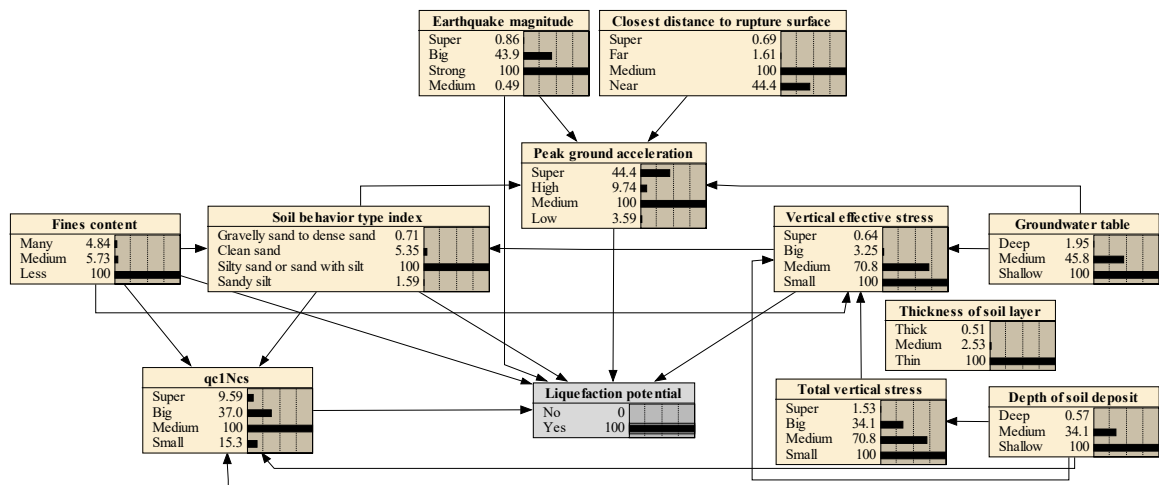 Earthquake magnitude
Super 0.86
Big 43.9
Strong 100
Medium 0.49
Closest distance to rupture surface
Super 0.69
Far 1.61
Medium 100
Near 44.4
Peak ground acceleration
Super 44.4
High 9.74
Medium 100
Low 3.59
Fines content
Many 4.84
Medium 5.73
Less 100
Soil behavior type index
Gravelly sand to dense sand 0.71
Clean sand 5.35
Silty sand or sand with silt 100
Sandy silt 1.59
Vertical effective stress
Super 0.64
Big 3.25
Medium 70.8
Small 100
Groundwater table
Deep 1.95
Medium 45.8
Shallow 100
Thickness of soil layer
Thick 0.51
Medium 2.53
Thin 100
qc1Ncs
Super 9.59
Big 37.0
Medium 100
Small 15.3
Liquefaction potential
No 0
Yes 100
Total vertical stress
Super 1.53
Big 34.1
Medium 70.8
Small 100
Depth of soil deposit
Deep 0.57
Medium 34.1
Shallow 100